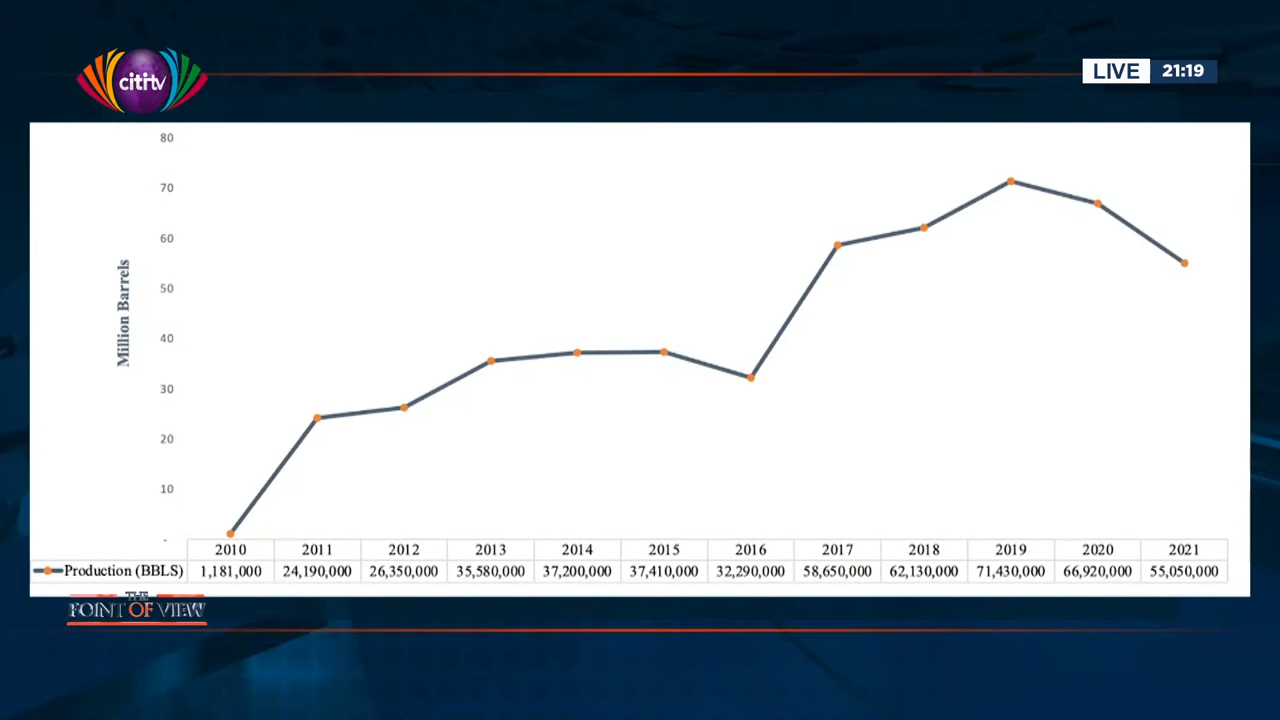 citi tv
LIVE 21:19
80
70
60
50
40
30
20
10
-
Million Barrels
2010 2011 2012 2013 2014 2015 2016 2017 2018 2019 2020 2021
Production (BBLS) 1,181,000 24,190,000 26,350,000 35,580,000 37,200,000 37,410,000 32,290,000 58,650,000 62,130,000 71,430,000 66,920,000 55,050,000
THE
POINT OF VIEW